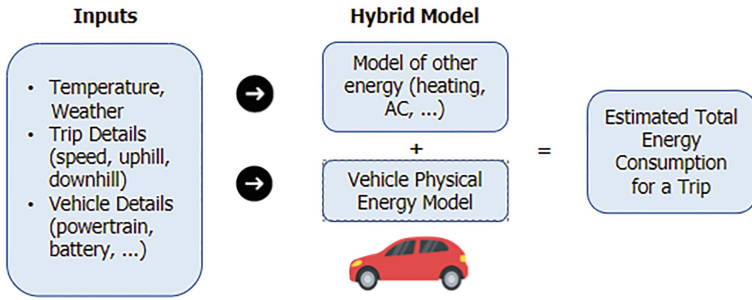 Inputs
Hybrid Model
• Temperature,
Weather
• Trip Details
(speed, uphill,
downhill)
• Vehicle Details
(powertrain,
battery, ...)
Model of other
energy (heating,
AC, ...)
+
Vehicle Physical
Energy Model
=
Estimated Total
Energy
Consumption
for a Trip